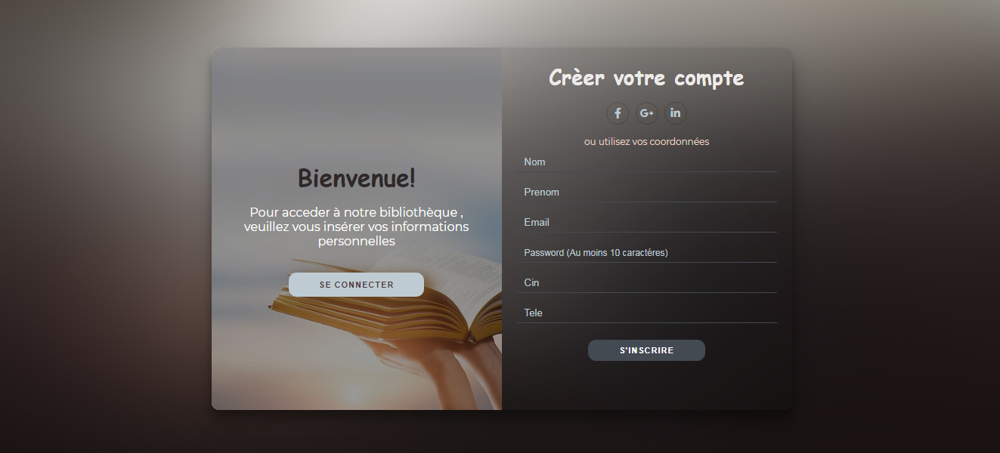 Bienvenue!
Pour acceder à notre bibliothèque ,
veuillez vous insérer vos informations
personnelles
SE CONNECTER
Crèer votre compte
f G+ in
ou utilisez vos coordonnées
Nom
Prenom
Email
Password (Au moins 10 caractéres)
Cin
Tele
S'INSCRIRE